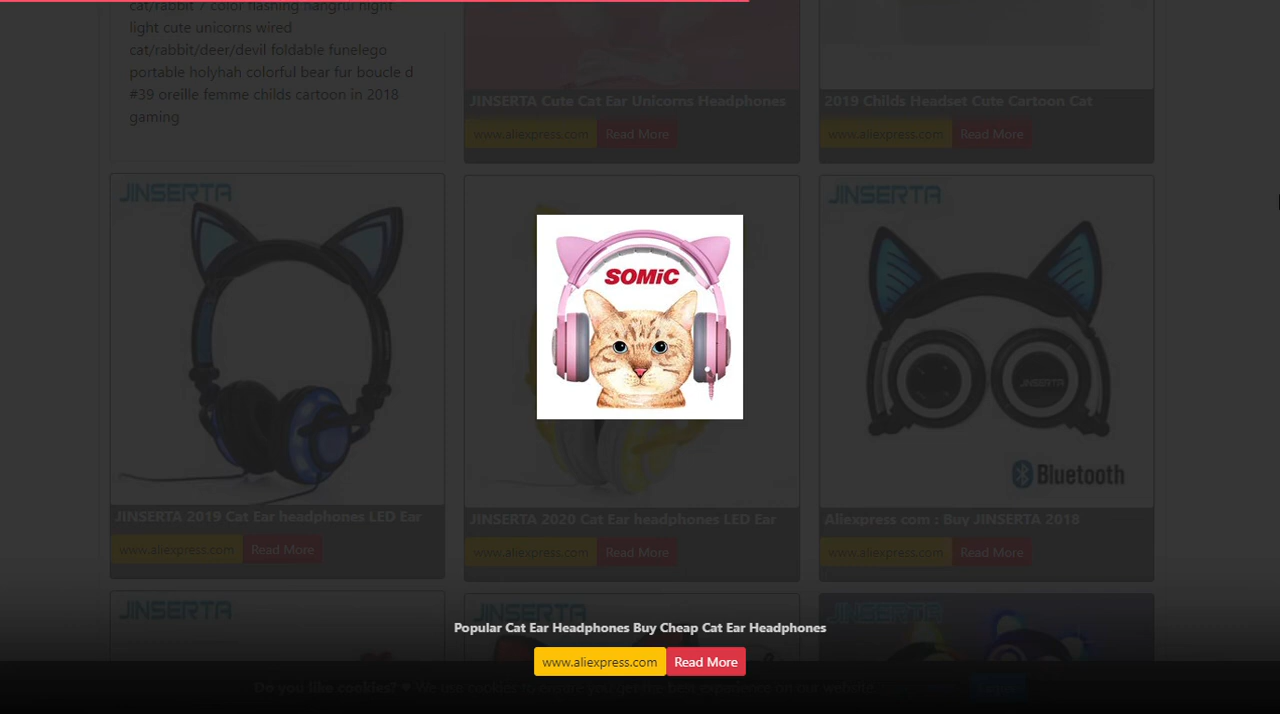 cat/rabbit 7 color flashing hangrui night
light cute unicorns wired
cat/rabbit/deer/devil foldable funelego
portable holyhah colorful bear fur boucle d
#39 oreille femme childs cartoon in 2018
gaming
JINSERTA Cute Cat Ear Unicorns Headphones
www.aliexpress.com Read More
2019 Childs Headset Cute Cartoon Cat
www.aliexpress.com Read More
JINSERTA
JINSERTA 2019 Cat Ear headphones LED Ear
www.aliexpress.com Read More
SOMiC
JINSERTA 2020 Cat Ear headphones LED Ear
www.aliexpress.com Read More
JINSERTA
JINSERTA
Bluetooth
Aliexpress com : Buy JINSERTA 2018
www.aliexpress.com Read More
JINSERTA
JINSERTA
JINSERTA
Popular Cat Ear Headphones Buy Cheap Cat Ear Headphones
www.aliexpress.com Read More
Do you like cookies? ♥ We use cookies to ensure you get the best experience on our website.